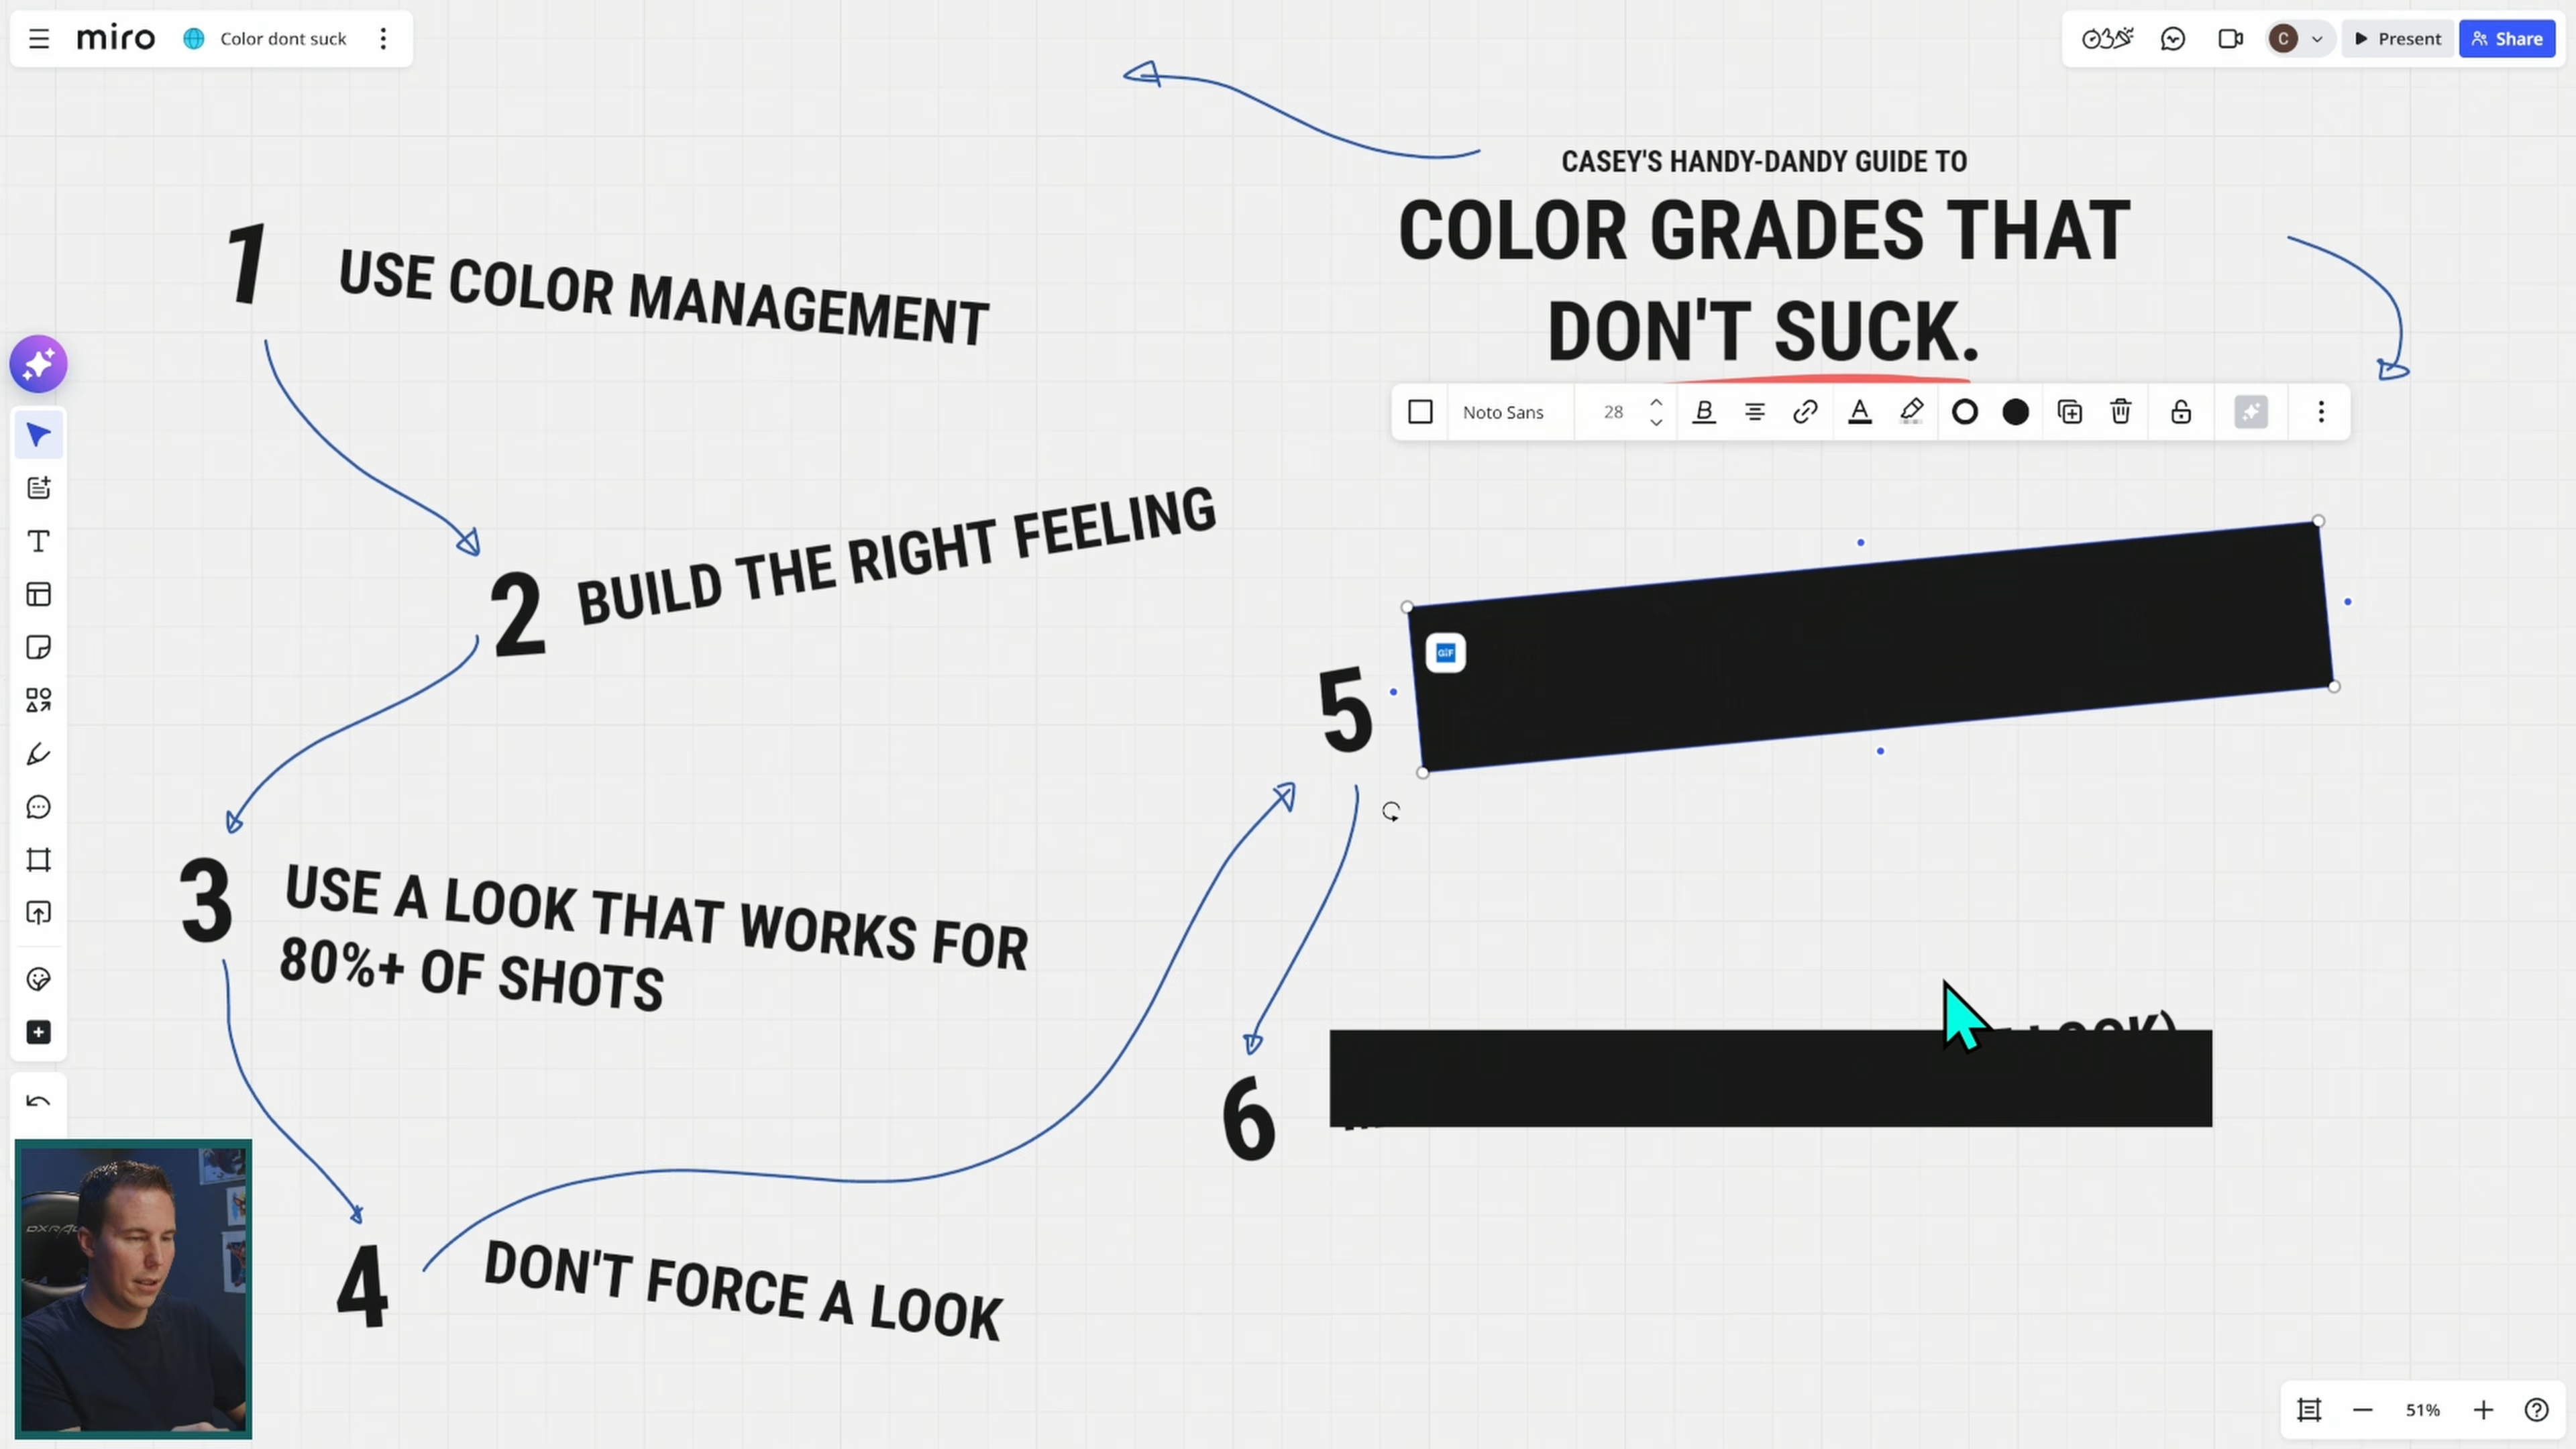 miro
Color dont suck
Present
Share
CASEY'S HANDY-DANDY GUIDE TO
COLOR GRADES THAT
DON'T SUCK.
Noto Sans
28
1
USE COLOR MANAGEMENT
2
BUILD THE RIGHT FEELING
3
USE A LOOK THAT WORKS FOR
80%+ OF SHOTS
4
DON'T FORCE A LOOK
5
GIF
6
LOOK)
C
51%